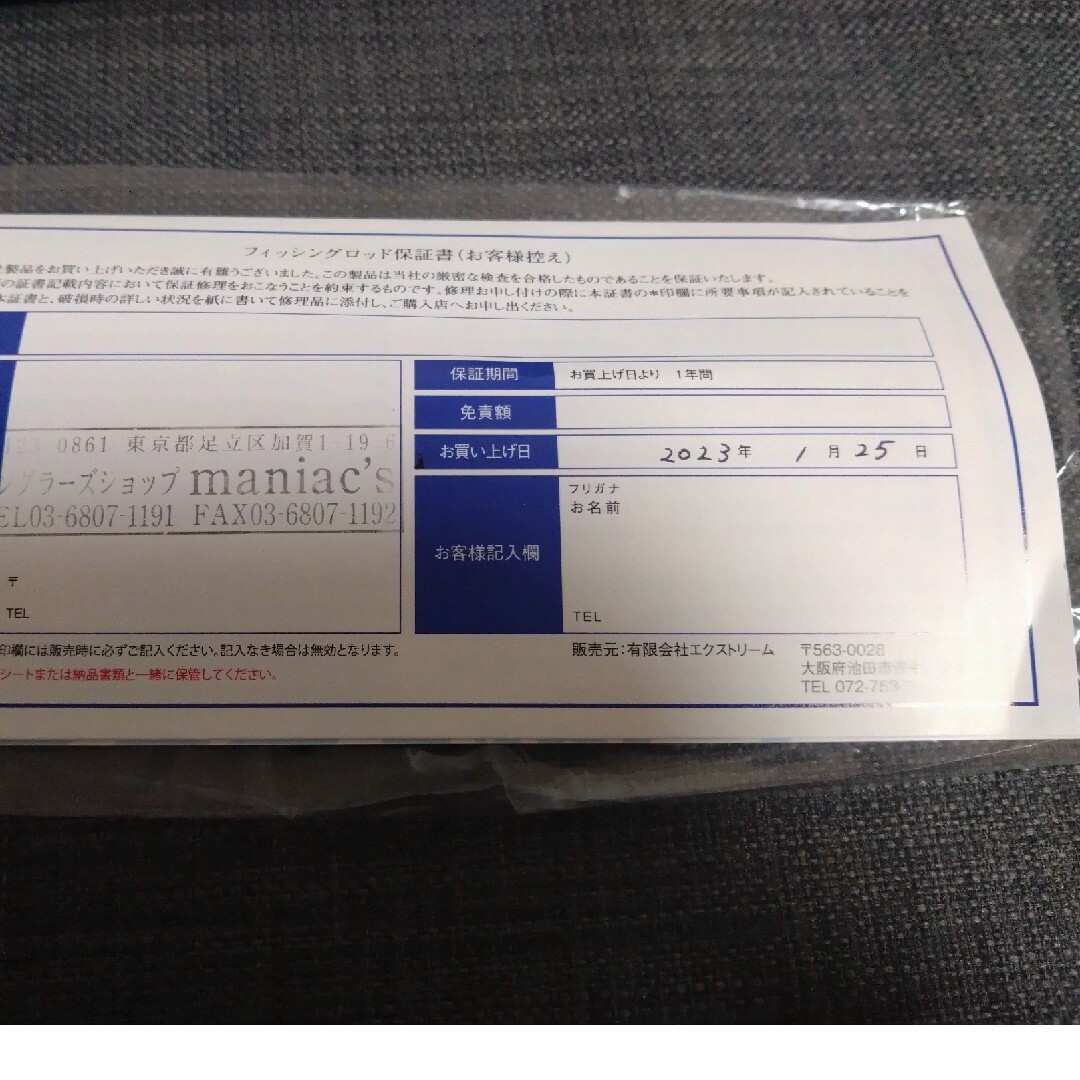 フィッシングロッド保証書(お客様控え)
製品をお買い上げいただき誠に有難うございました。この製品は当社の厳密な検査を合格したものであることを保証いたします。
の証書記載内容において保証修理をおこなうことを約束するものです。修理お申し付けの際に本証書の*印欄に所要事項が記入されていることを
本証書と、破損時の詳しい状況を紙に書いて修理品に添付し、ご購入店へお申し出ください。
保証期間 お買上げ日より 1年間
免責額
お買い上げ日 2023年 1月25日
0861 東京都足立区加賀1-19-6
ングラーズショップ maniac's
TEL03-6807-1191 FAX03-6807-1192
〒
TEL
お客様記入欄
フリガナ
お名前
TEL
印欄には販売時に必ずご記入ください。記入なき場合は無効となります。
シートまたは納品書類と一緒に保管してください。
販売元:有限会社エクストリーム 〒563-0028
大阪府池田市
TEL 072-753-